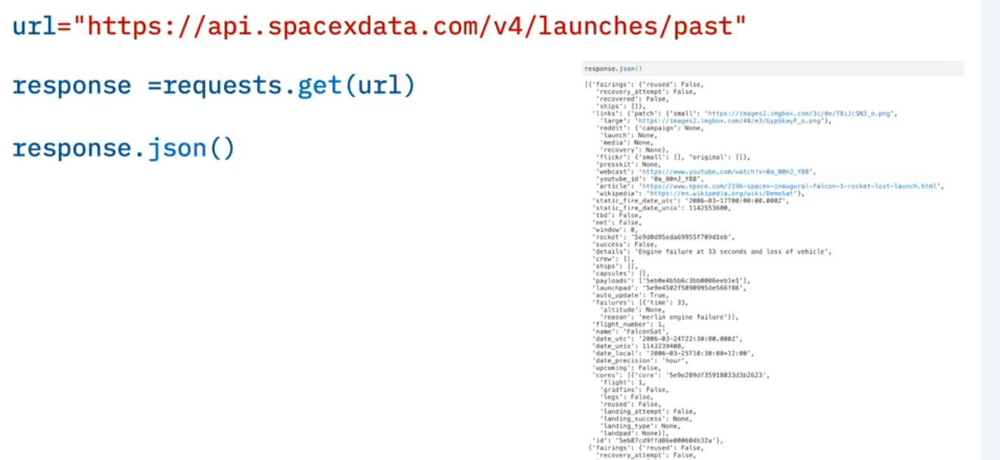 url="https://api.spacexdata.com/v4/launches/past"
response =requests.get(url)
response.json()
response.json()
[{'fairings': {'reused': False,
'recovery_attempt': False,
'recovered': False,
'ships': []},
'links': {'patch': {'small': 'https://images2.imgbox.com/3c/0e/T8iJcSN3_o.png',
'large': 'https://images2.imgbox.com/40/e3/GypSkayF_o.png'},
'reddit': {'campaign': None,
'launch': None,
'media': None,
'recovery': None},
'flickr': {'small': [], 'original': []},
'presskit': None,
'webcast': 'https://www.youtube.com/watch?v=0a_00nJ_Y88',
'youtube_id': '0a_00nJ_Y88',
'article': 'https://www.space.com/2196-spacex-inaugural-falcon-1-rocket-lost-launch.html',
'wikipedia': 'https://en.wikipedia.org/wiki/DemoSat'},
'static_fire_date_utc': '2006-03-17T00:00:00.000Z',
'static_fire_date_unix': 1142553600,
'tbd': False,
'net': False,
'window': 0,
'rocket': '5e9d0d95eda69955f709d1eb',
'success': False,
'details': 'Engine failure at 33 seconds and loss of vehicle',
'crew': [],
'ships': [],
'capsules': [],
'payloads': ['5eb0e4b5b6c3bb0006eeb1e1'],
'launchpad': '5e9e4502f5090995de566f86',
'auto_update': True,
'failures': [{'time': 33,
'altitude': None,
'reason': 'merlin engine failure'}],
'flight_number': 1,
'name': 'FalconSat',
'date_utc': '2006-03-24T22:30:00.000Z',
'date_unix': 1143239400,
'date_local': '2006-03-25T10:30:00+12:00',
'date_precision': 'hour',
'upcoming': False,
'cores': [{'core': '5e9e289df35918033d3b2623',
'flight': 1,
'gridfins': False,
'legs': False,
'reused': False,
'landing_attempt': False,
'landing_success': None,
'landing_type': None,
'landpad': None}],
'id': '5eb87cd9ffd86e000604b32a'},
{'fairings': {'reused': False,
'recovery_attempt': False,